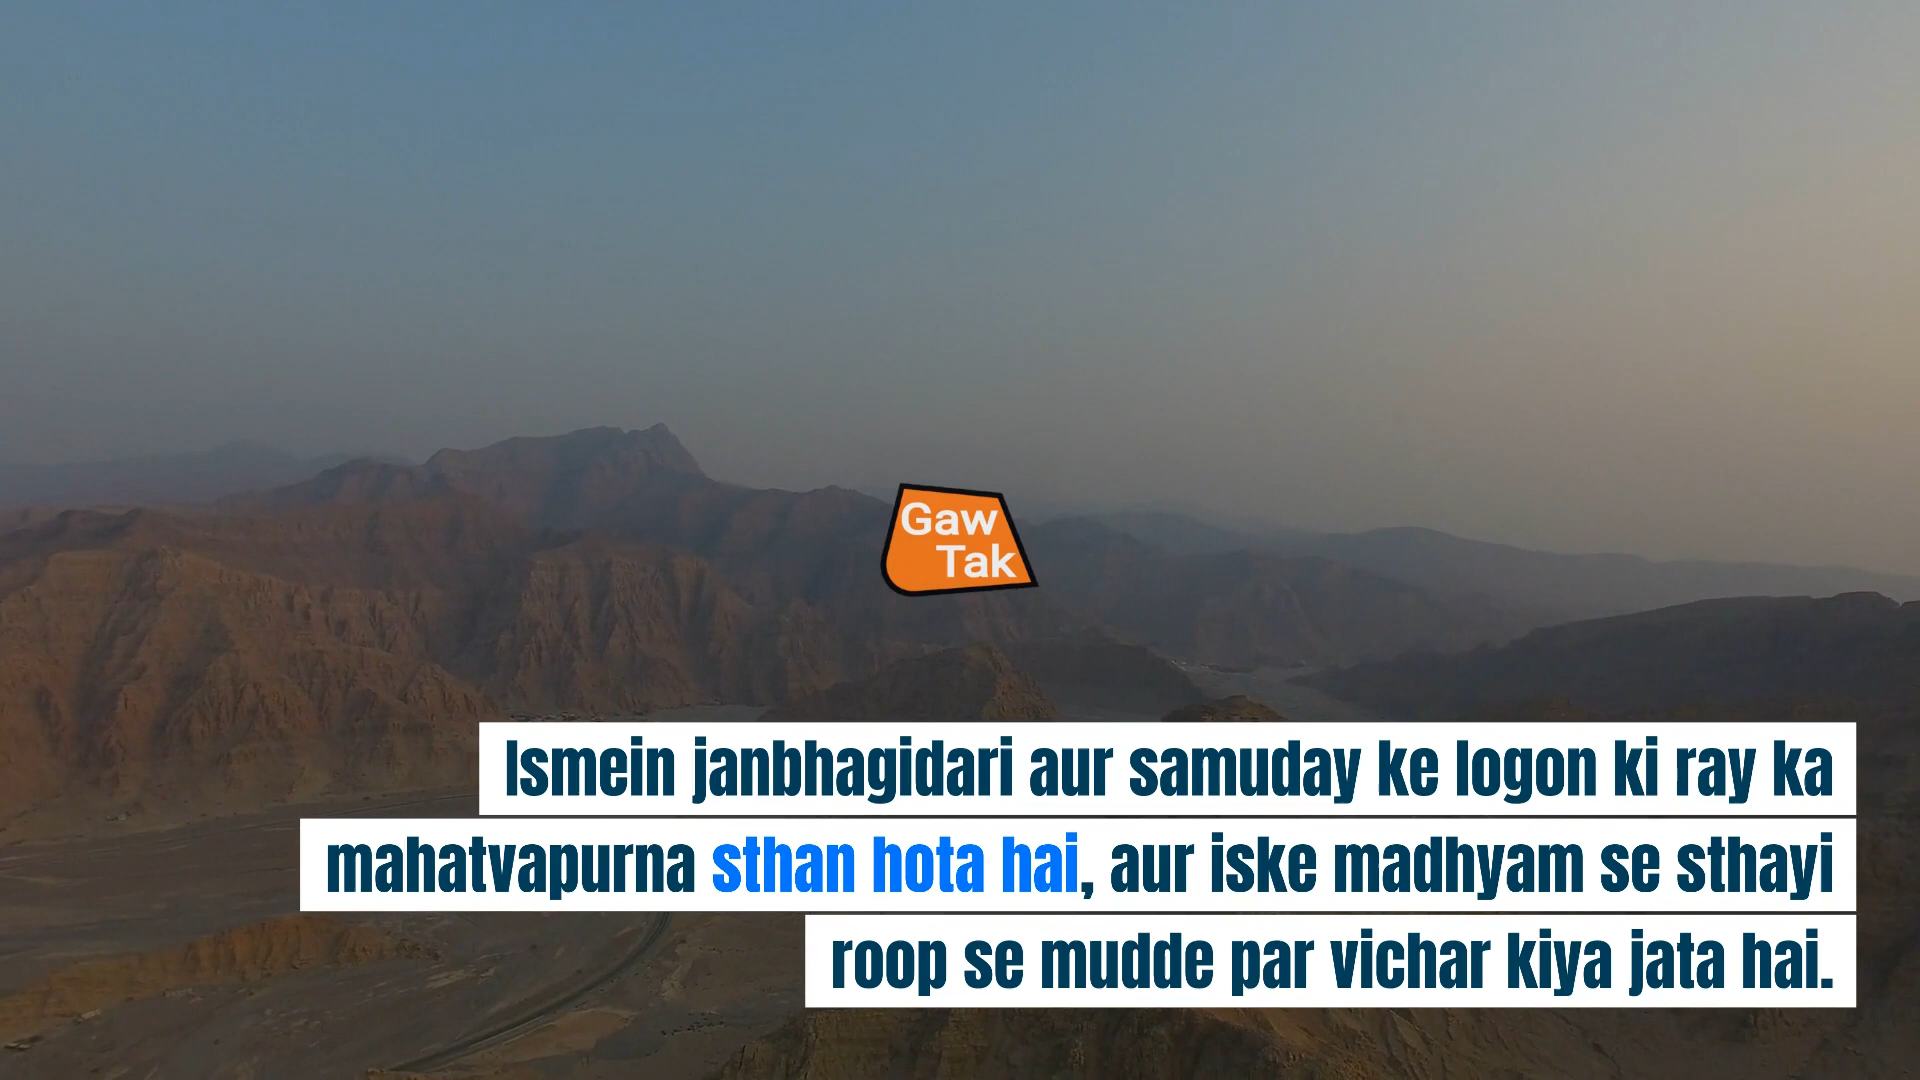 Gaw
Tak
Ismein janbhagidari aur samuday ke logon ki ray ka
mahatvapurna sthan hota hai, aur iske madhyam se sthayi
roop se mudde par vichar kiya jata hai.